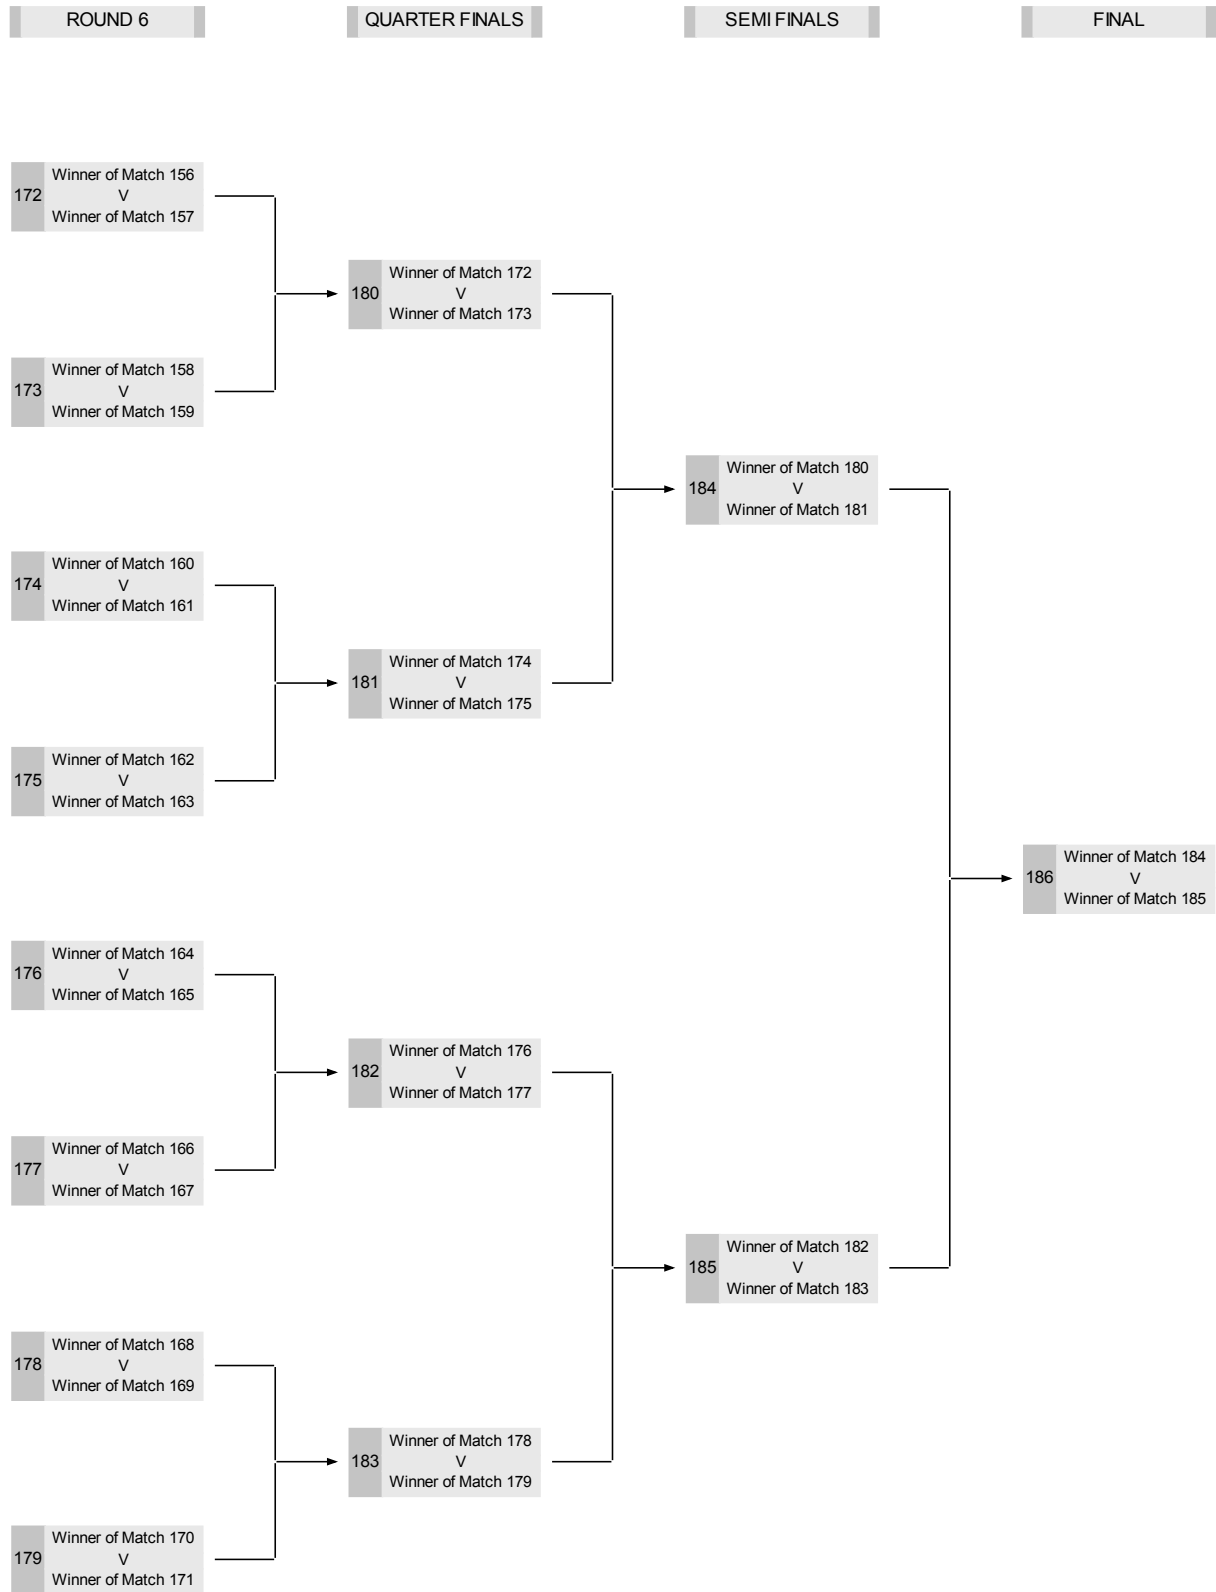 ROUND 6
QUARTER FINALS
SEMI FINALS
FINAL
172
Winner of Match 156
V
Winner of Match 157
173
Winner of Match 158
V
Winner of Match 159
174
Winner of Match 160
V
Winner of Match 161
175
Winner of Match 162
V
Winner of Match 163
176
Winner of Match 164
V
Winner of Match 165
177
Winner of Match 166
V
Winner of Match 167
178
Winner of Match 168
V
Winner of Match 169
179
Winner of Match 170
V
Winner of Match 171
180
Winner of Match 172
V
Winner of Match 173
181
Winner of Match 174
V
Winner of Match 175
182
Winner of Match 176
V
Winner of Match 177
183
Winner of Match 178
V
Winner of Match 179
184
Winner of Match 180
V
Winner of Match 181
185
Winner of Match 182
V
Winner of Match 183
186
Winner of Match 184
V
Winner of Match 185